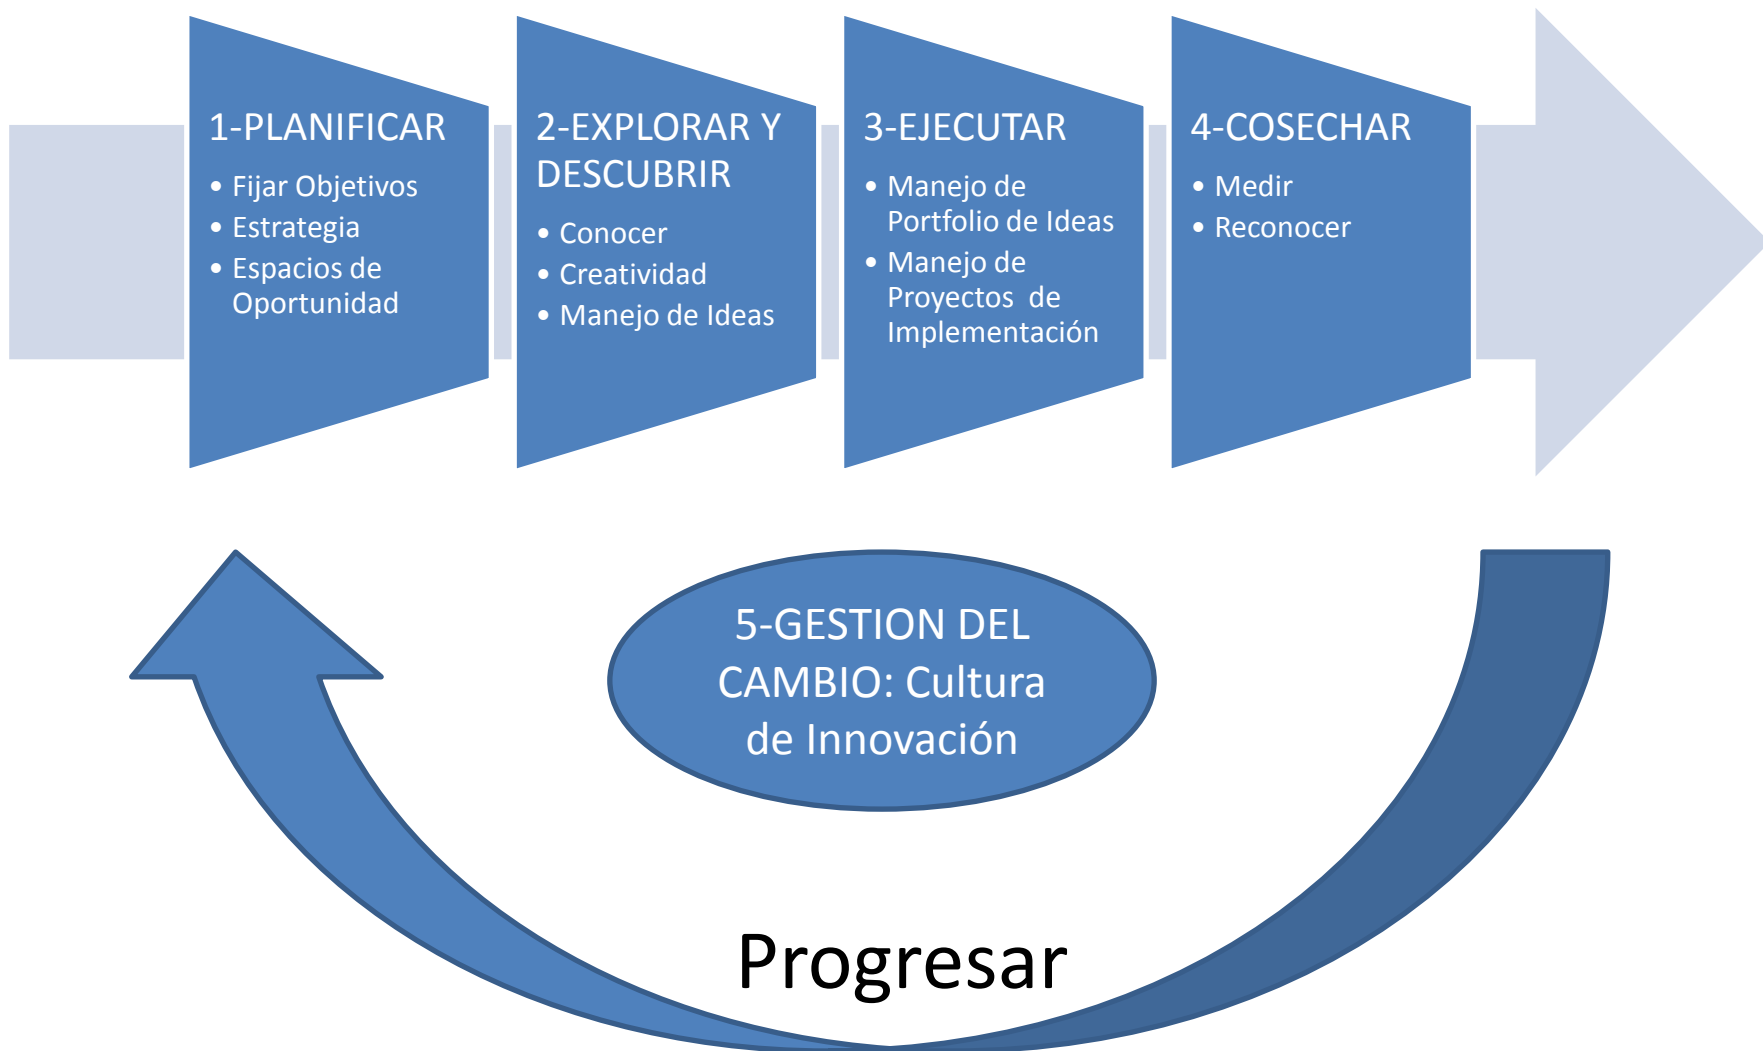 1-PLANIFICAR
• Fijar Objetivos
• Estrategia
• Espacios de
Oportunidad
2-EXPLORAR Y
DESCUBRIR
• Conocer
• Creatividad
• Manejo de Ideas
3-EJECUTAR
• Manejo de
Portfolio de Ideas
• Manejo de
Proyectos  de
Implementación
4-COSECHAR
• Medir
• Reconocer
5-GESTION DEL
CAMBIO: Cultura
de Innovación
Progresar